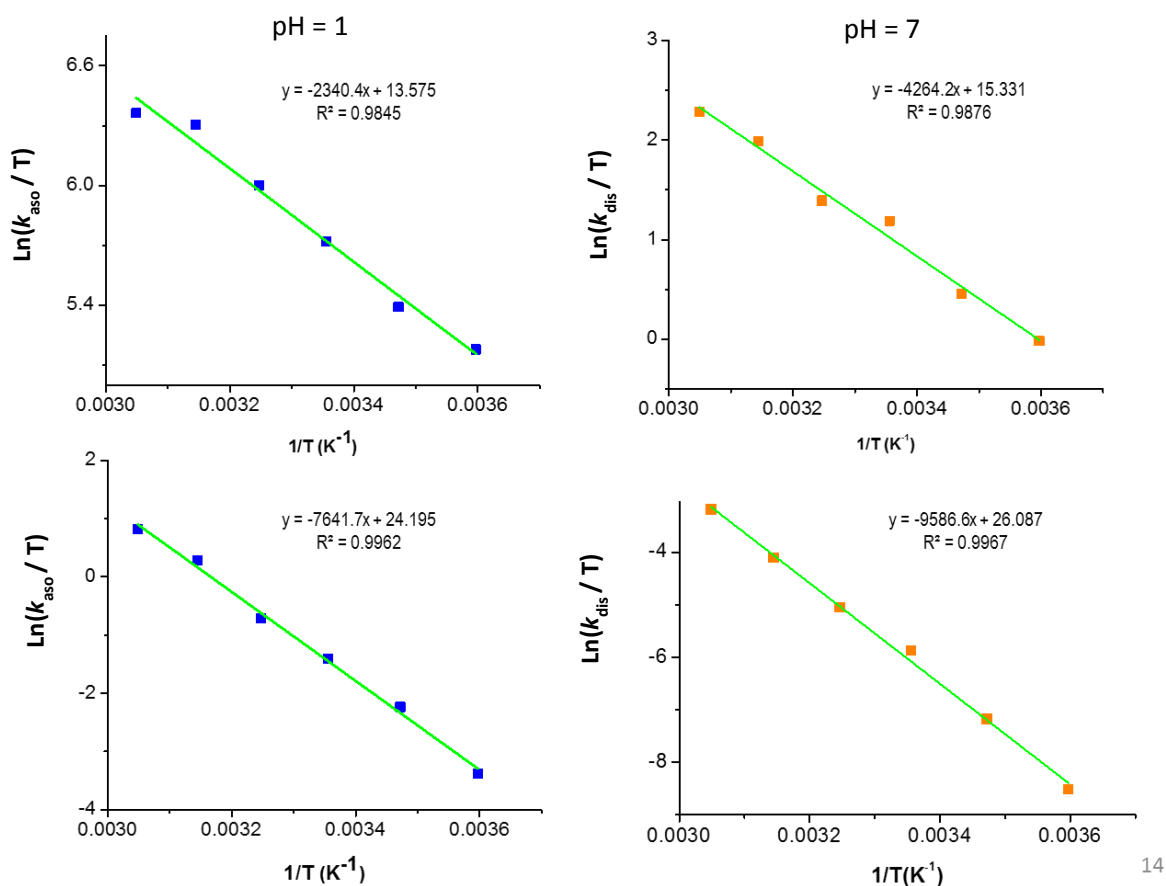 pH = 1
6.6
6.0
5.4
Ln(k_aso / T)
y = -2340.4x + 13.575
R² = 0.9845
0.0030
0.0032
0.0034
0.0036
1/T (K⁻¹)
pH = 7
3
2
1
0
Ln(k_dis / T)
y = -4264.2x + 15.331
R² = 0.9876
0.0030
0.0032
0.0034
0.0036
1/T (K⁻¹)
2
0
-2
-4
Ln(k_aso / T)
y = -7641.7x + 24.195
R² = 0.9962
0.0030
0.0032
0.0034
0.0036
1/T (K⁻¹)
-4
-6
-8
Ln(k_dis / T)
y = -9586.6x + 26.087
R² = 0.9967
0.0030
0.0032
0.0034
0.0036
1/T(K⁻¹)
14